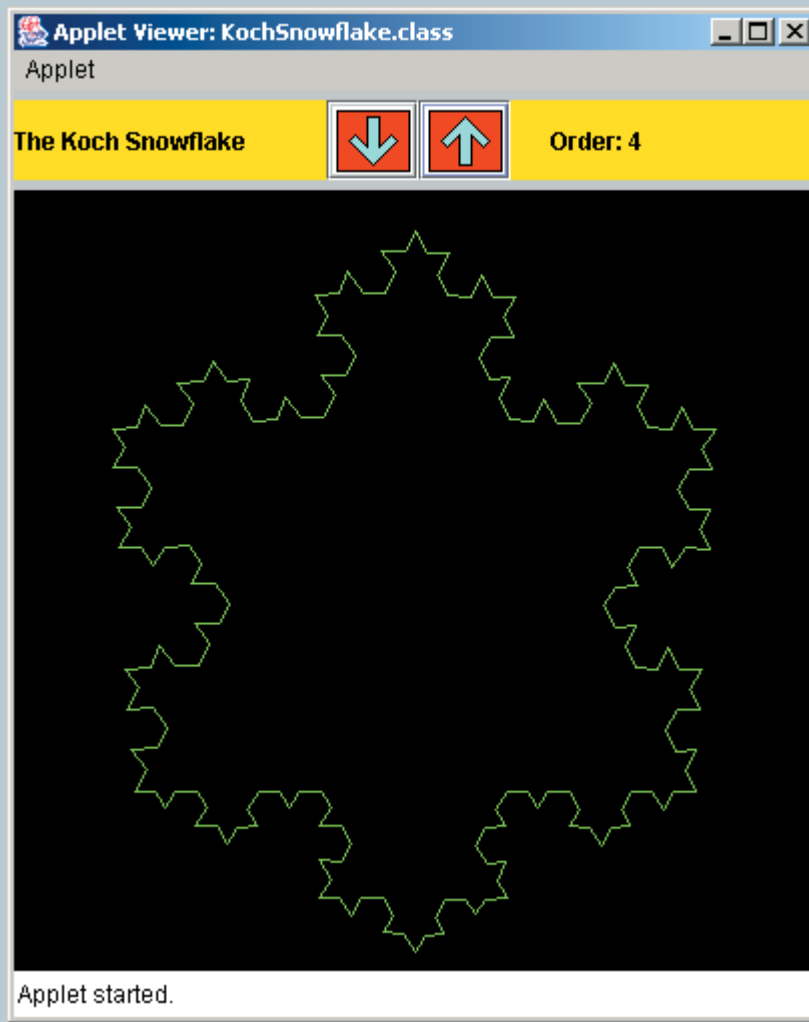 Applet Viewer: KochSnowflake.class
Applet
The Koch Snowflake
Order: 4
Applet started.